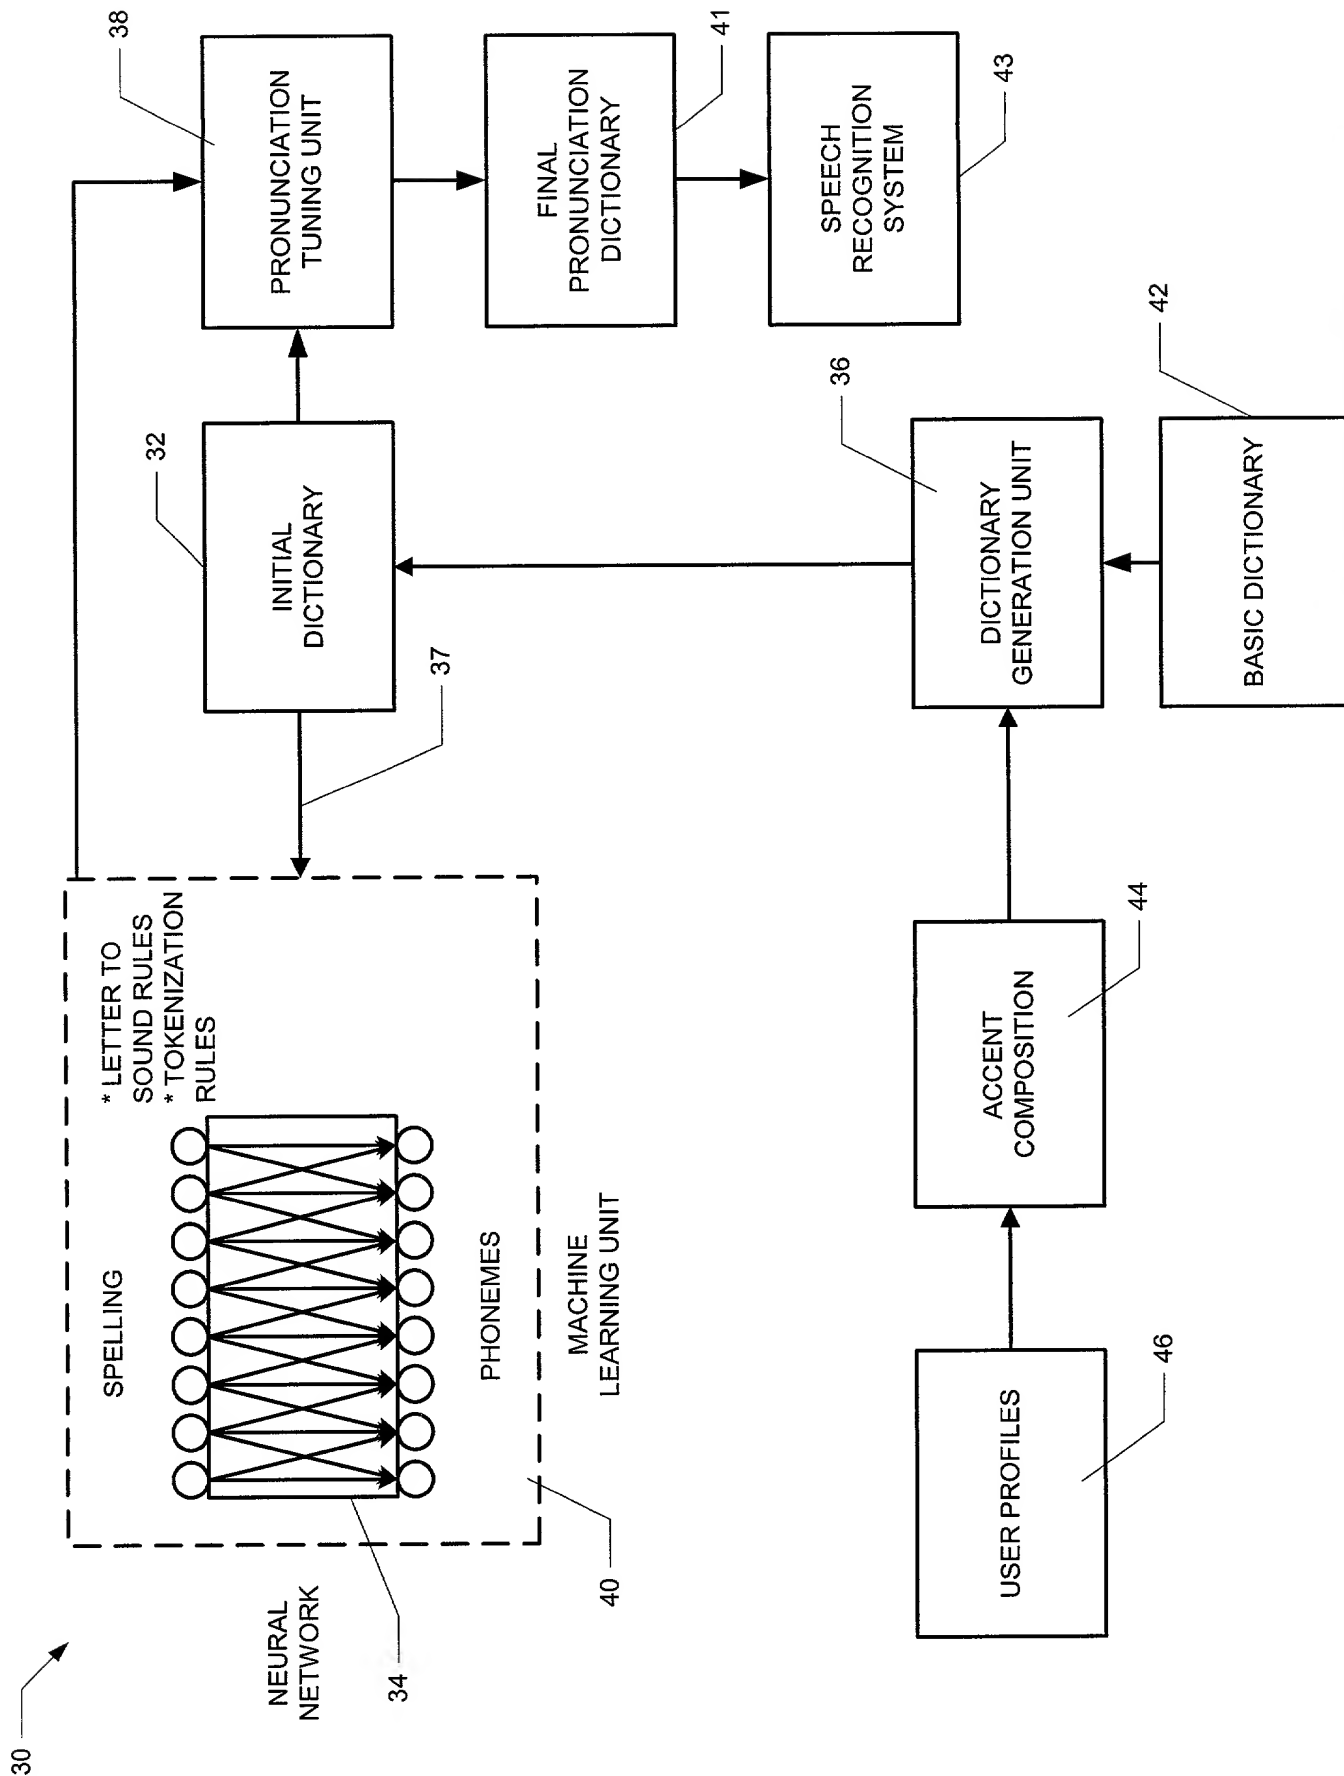 30
NEURAL
NETWORK
34
SPELLING
* LETTER TO
SOUND RULES
* TOKENIZATION
RULES
PHONEMES
MACHINE
LEARNING UNIT
40
37
32
INITIAL
DICTIONARY
38
PRONUNCIATION
TUNING UNIT
FINAL
PRONUNCIATION
DICTIONARY
41
SPEECH
RECOGNITION
SYSTEM
43
USER PROFILES
46
ACCENT
COMPOSITION
44
36
DICTIONARY
GENERATION UNIT
42
BASIC DICTIONARY